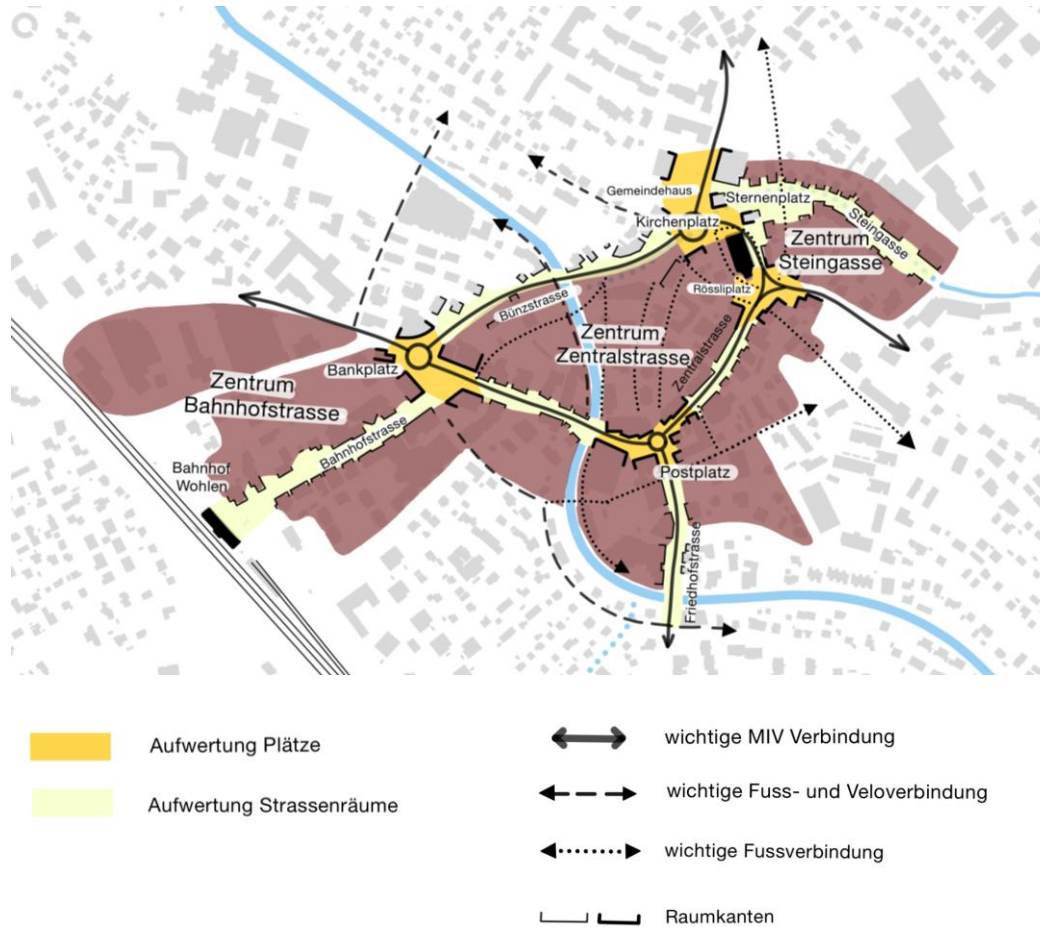 Gemeindehaus
Sternenplatz
Kirchenplatz
Steingasse
Zentrum
Steingasse
Rössliplatz
Bünzstrasse
Zentrum
Zentralstrasse
Zentralstrasse
Bankplatz
Zentrum
Bahnhofstrasse
Bahnhofstrasse
Bahnhof
Wohlen
Postplatz
Friedhofstrasse
Aufwertung Plätze
Aufwertung Strassenräume
wichtige MIV Verbindung
wichtige Fuss- und Veloverbindung
wichtige Fussverbindung
Raumkanten